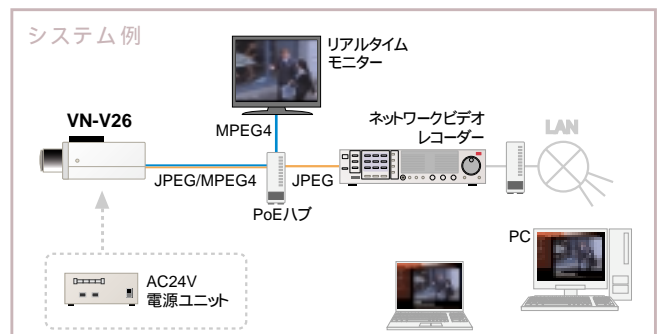 システム例
リアルタイム
モニター
VN-V26
MPEG4
ネットワークビデオ
レコーダー
LAN
JPEG/MPEG4
JPEG
PoEハブ
PC
AC24V
電源ユニット